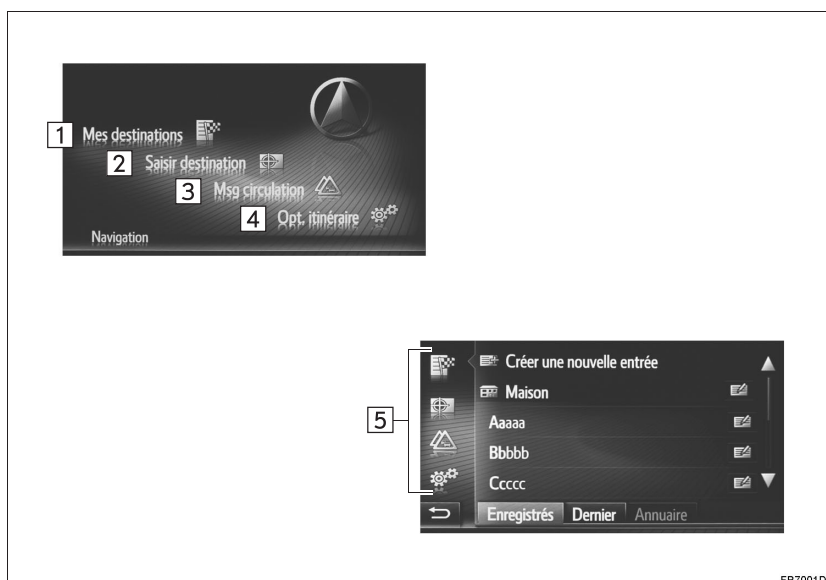 1 Mes destinations
2 Saisir destination
3 Msg circulation
4 Opt. itinéraire
Navigation
5
Créer une nouvelle entrée
Maison
Aaaaa
Bbbbb
Ccccc
Enregistrés Dernier Annuaire